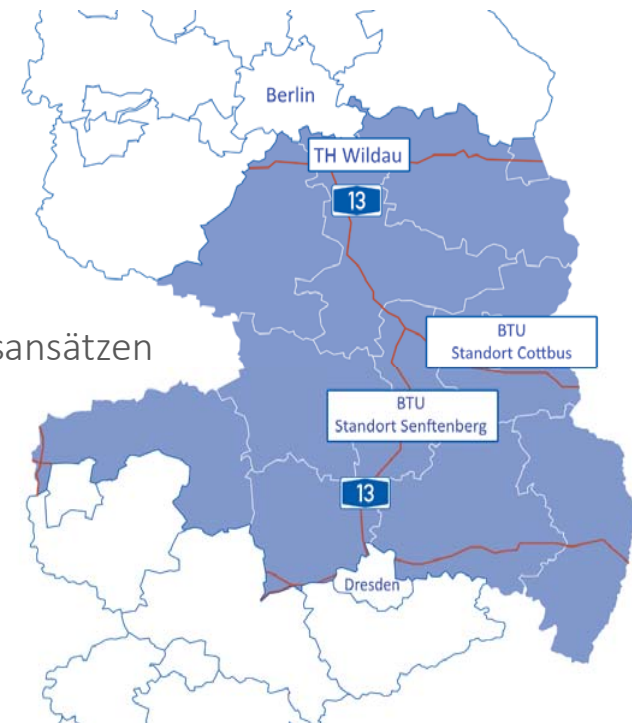 Berlin
TH Wildau
13
sansätzen
BTU
Standort Cottbus
BTU
Standort Senftenberg
13
Dresden